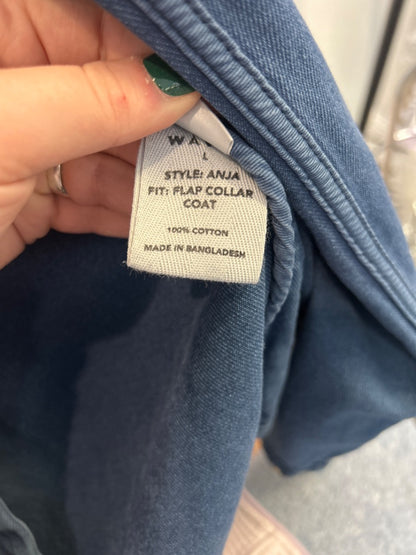 L
STYLE: ANJA
FIT: FLAP COLLAR
COAT
100% COTTON
MADE IN BANGLADESH